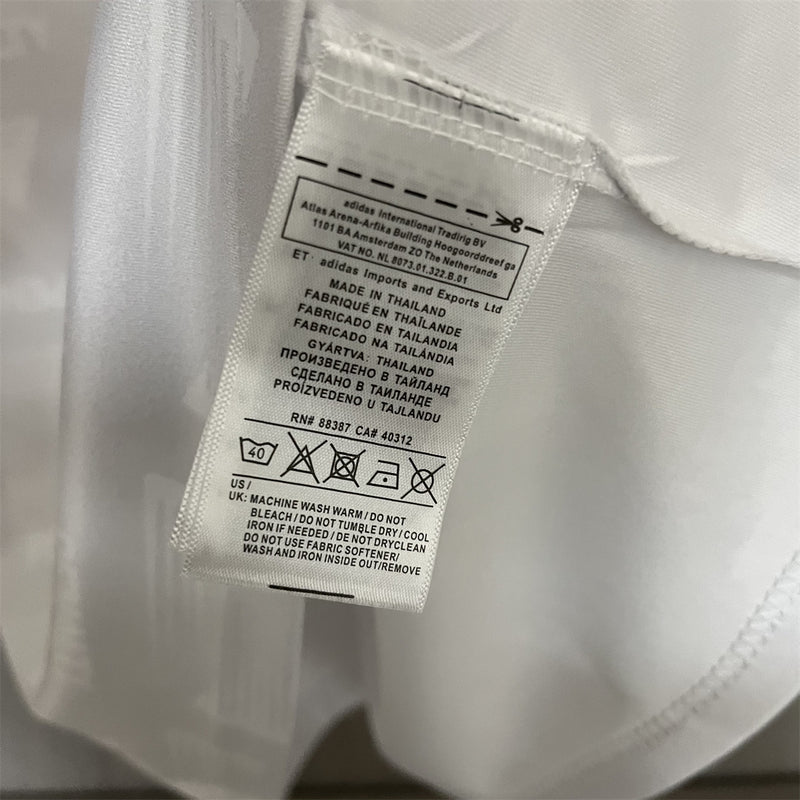 adidas International Tradirig BV
Atlas Arena-Arfika Building Hoogoorddreef ga
1101 BA Amsterdam ZO The Netherlands
VAT NO. NL 8073.01.322.B.01
ET· adidas Imports and Exports Ltd
MADE IN THAILAND
FABRIQUÉ EN THAÏLANDE
FABRICADO EN TAILANDIA
FABRICADO NA TAILÂNDIA
GYÁRTVA: THAILAND
ПРОИЗВЕДЕНО В ТАЙЛАНД
СДЕЛАНО В ТАИЛАНДЕ
PROIZVEDENO U TAJLANDU
RN# 88387 CA# 40312
40
US /
UK: MACHINE WASH WARM / DO NOT
BLEACH / DO NOT TUMBLE DRY / COOL
IRON IF NEEDED / DE NOT DRYCLEAN
DO NOT USE FABRIC SOFTENER/
WASH AND IRON INSIDE OUT/REMOVE